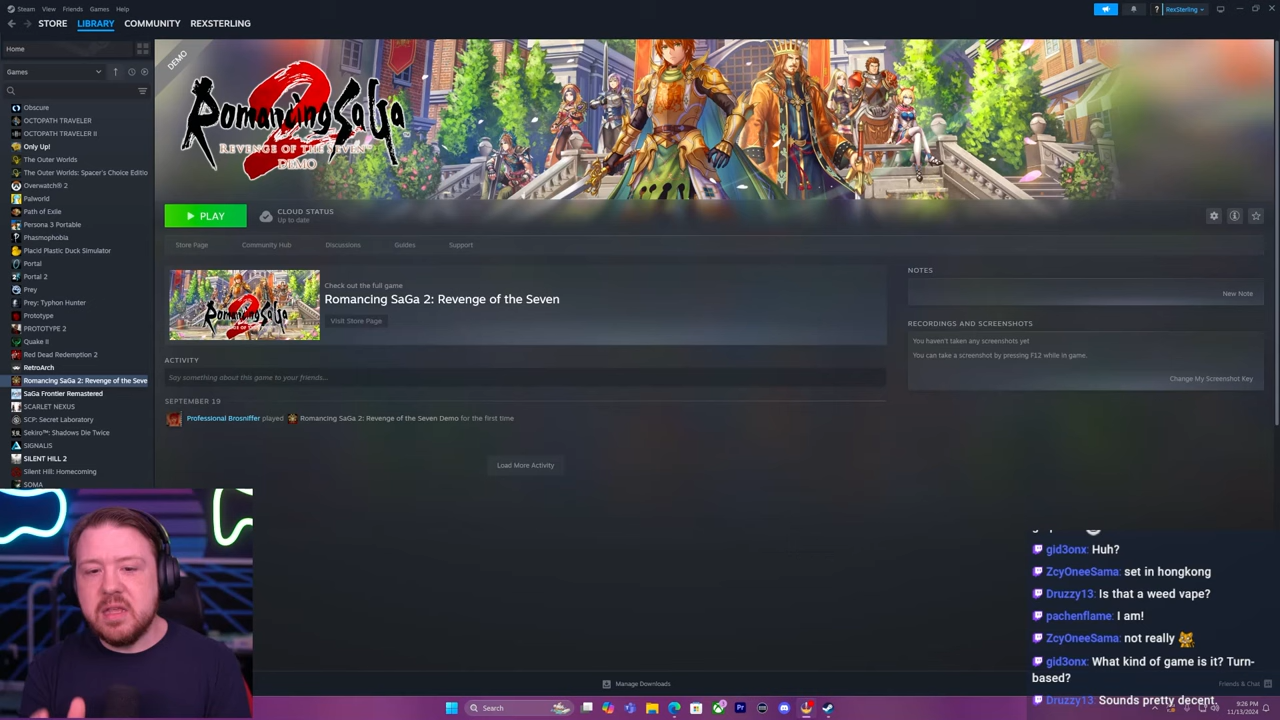 Steam View Friends Games Help
RexSterling
STORE LIBRARY COMMUNITY REXSTERLING
Home
Games
Obscure
OCTOPATH TRAVELER
OCTOPATH TRAVELER II
Only Up!
The Outer Worlds
The Outer Worlds: Spacer's Choice Editio
Overwatch® 2
Palworld
Path of Exile
Persona 3 Portable
Phasmophobia
Placid Plastic Duck Simulator
Portal
Portal 2
Prey
Prey: Typhon Hunter
Prototype
PROTOTYPE 2
Quake II
Red Dead Redemption 2
RetroArch
Romancing SaGa 2: Revenge of the Seve
SaGa Frontier Remastered
SCARLET NEXUS
SCP: Secret Laboratory
Sekiro™: Shadows Die Twice
SIGNALIS
SILENT HILL 2
Silent Hill: Homecoming
SOMA
DEMO
Romancing SaGa
2
REVENGE OF THE SEVEN
DEMO
PLAY
CLOUD STATUS
Up to date
Store Page Community Hub Discussions Guides Support
Romancing SaGa
2
Check out the full game
Romancing SaGa 2: Revenge of the Seven
Visit Store Page
ACTIVITY
Say something about this game to your friends...
SEPTEMBER 19
Professional Brosniffer played Romancing SaGa 2: Revenge of the Seven Demo for the first time
Load More Activity
NOTES
New Note
RECORDINGS AND SCREENSHOTS
You haven't taken any screenshots yet
You can take a screenshot by pressing F12 while in game.
Change My Screenshot Key
gid3onx: Huh?
ZcyOneeSama: set in hongkong
Druzzy13: Is that a weed vape?
pachenflame: I am!
ZcyOneeSama: not really
gid3onx: What kind of game is it? Turn-
based?
Druzzy13: Sounds pretty decent.
Manage Downloads
Friends & Chat
Search
9:26 PM
11/13/2024